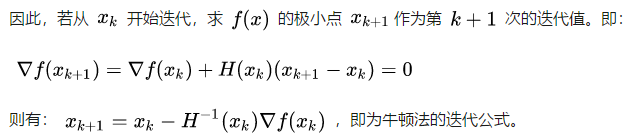 因此，若从 x_k 开始迭代，求 f(x) 的极小点 x_{k+1} 作为第 k + 1 次的迭代值。即：
∇f(x_{k+1}) = ∇f(x_k) + H(x_k)(x_{k+1} − x_k) = 0
则有： x_{k+1} = x_k − H^{−1}(x_k)∇f(x_k) ，即为牛顿法的迭代公式。